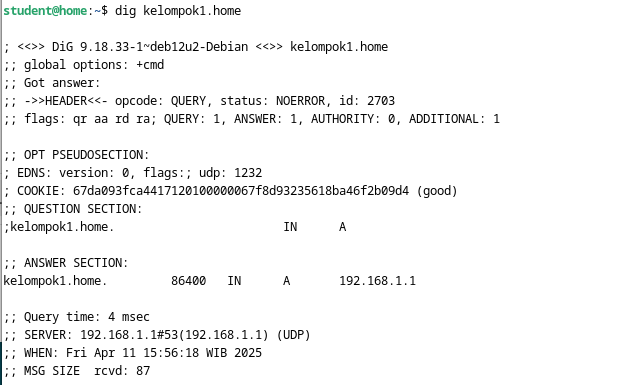 student@home:~$ dig kelompok1.home
; <<>> DiG 9.18.33-1~deb12u2-Debian <<>> kelompok1.home
;; global options: +cmd
;; Got answer:
;; ->>HEADER<<- opcode: QUERY, status: NOERROR, id: 2703
;; flags: qr aa rd ra; QUERY: 1, ANSWER: 1, AUTHORITY: 0, ADDITIONAL: 1
;; OPT PSEUDOSECTION:
; EDNS: version: 0, flags:; udp: 1232
; COOKIE: 67da093fca4417120100000067f8d93235618ba46f2b09d4 (good)
;; QUESTION SECTION:
;kelompok1.home. IN A
;; ANSWER SECTION:
kelompok1.home. 86400 IN A 192.168.1.1
;; Query time: 4 msec
;; SERVER: 192.168.1.1#53(192.168.1.1) (UDP)
;; WHEN: Fri Apr 11 15:56:18 WIB 2025
;; MSG SIZE  rcvd: 87